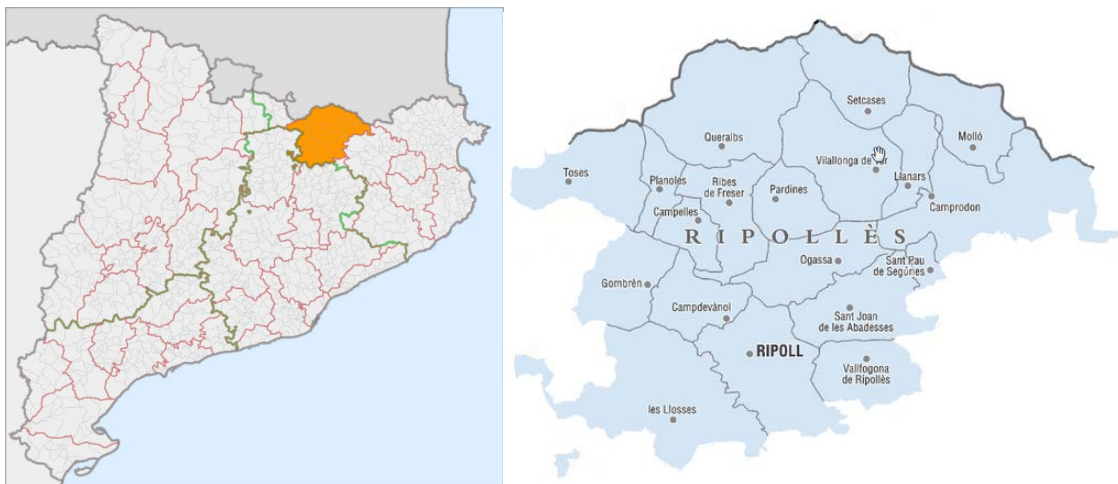 Setcases
Queralbs
Molló
Vilallonga de Ter
Toses
Planoles
Ribes
de Freser
Pardines
Llanars
Camprodon
Campelles
RIPOLLÈS
Ogassa
Sant Pau
de Segúries
Gombrèn
Campdevànol
Sant Joan
de les Abadesses
RIPOLL
Vallfogona
de Ripollès
les Llosses